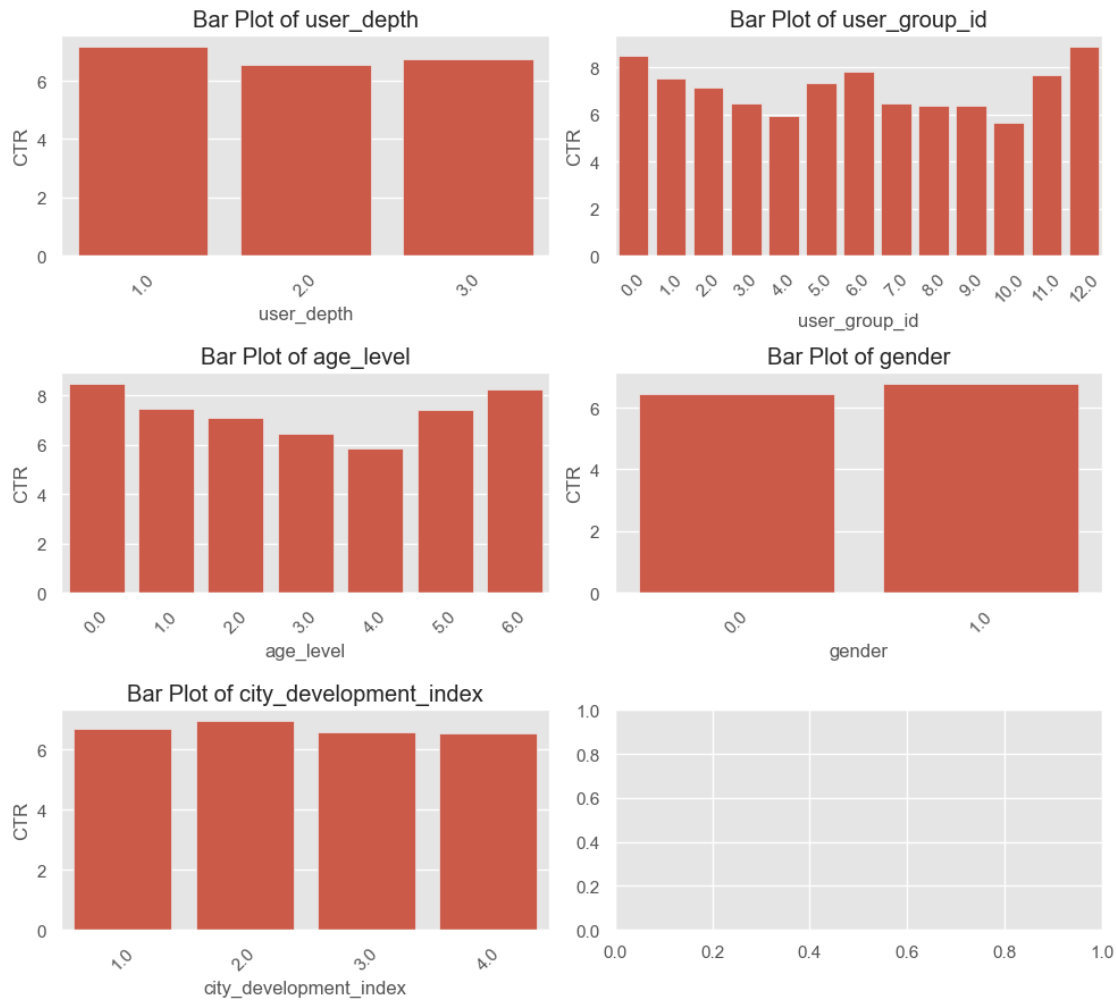 Bar Plot of user_depth
CTR
6
4
2
0
1.0 2.0 3.0
user_depth
Bar Plot of user_group_id
CTR
8
6
4
2
0
0.0 1.0 2.0 3.0 4.0 5.0 6.0 7.0 8.0 9.0 10.0 11.0 12.0
user_group_id
Bar Plot of age_level
CTR
8
6
4
2
0
0.0 1.0 2.0 3.0 4.0 5.0 6.0
age_level
Bar Plot of gender
CTR
6
4
2
0
0.0 1.0
gender
Bar Plot of city_development_index
CTR
6
4
2
0
1.0 2.0 3.0 4.0
city_development_index
1.0
0.8
0.6
0.4
0.2
0.0
0.0 0.2 0.4 0.6 0.8 1.0